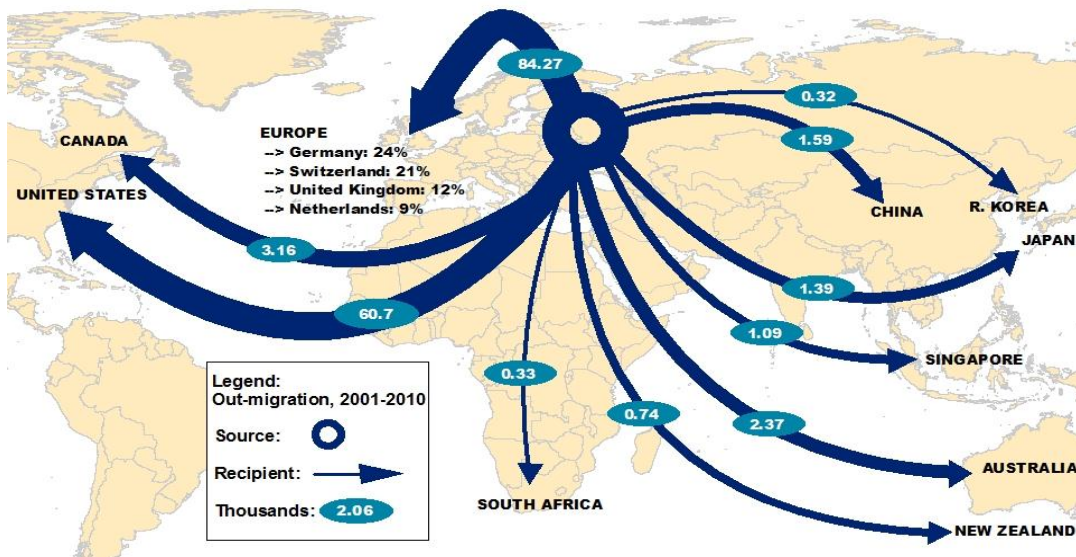 84.27
0.32
1.59
CANADA
EUROPE
--> Germany: 24%
--> Switzerland: 21%
--> United Kingdom: 12%
--> Netherlands: 9%
UNITED STATES
CHINA
R. KOREA
JAPAN
3.16
1.39
60.7
1.09
SINGAPORE
0.33
0.74
2.37
Legend:
Out-migration, 2001-2010
Source:
Recipient:
Thousands: 2.06
SOUTH AFRICA
AUSTRALIA
NEW ZEALAND